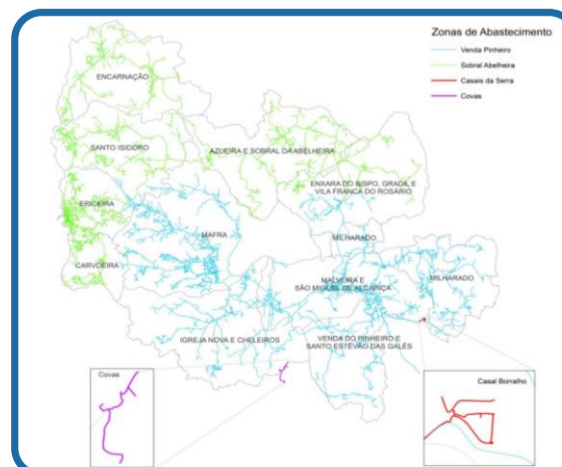 Zonas de Abastecimento
Venda Pinheiro
Sobral Abelheira
Casais da Serra
Covas
ENCARNAÇÃO
SANTO ISIDORO
AZUEIRA E SOBRAL DA ABELHEIRA
ENXARA DO BISPO, GRADIL E
VILA FRANCA DO ROSÁRIO
ERICEIRA
MAFRA
MILHARADO
CARVOEIRA
MALVEIRA E
SÃO MIGUEL DE ALCAINÇA
MILHARADO
IGREJA NOVA E CHELEIROS
VENDA DO PINHEIRO E
SANTO ESTÊVÃO DAS GALÉS
Covas
Casal Borralho